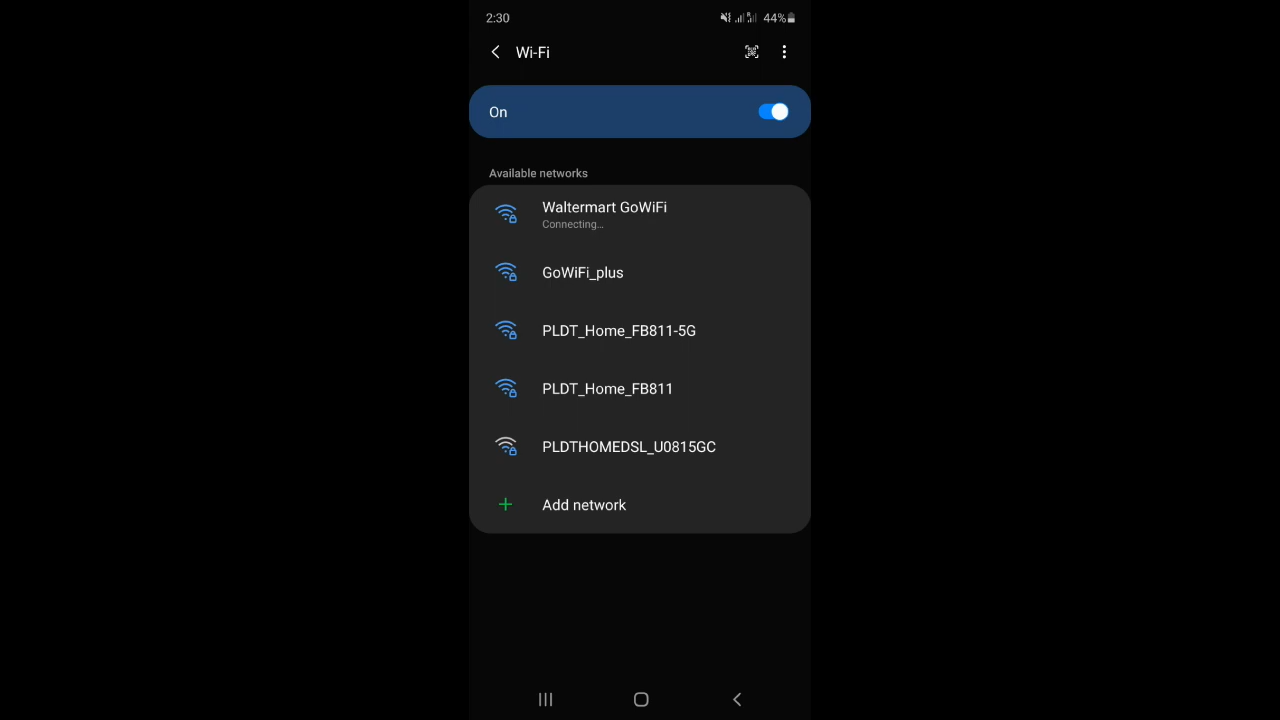 2:30
44%
Wi-Fi
On
Available networks
Waltermart GoWiFi
Connecting...
GoWiFi_plus
PLDT_Home_FB811-5G
PLDT_Home_FB811
PLDTHOMEDSL_U0815GC
Add network